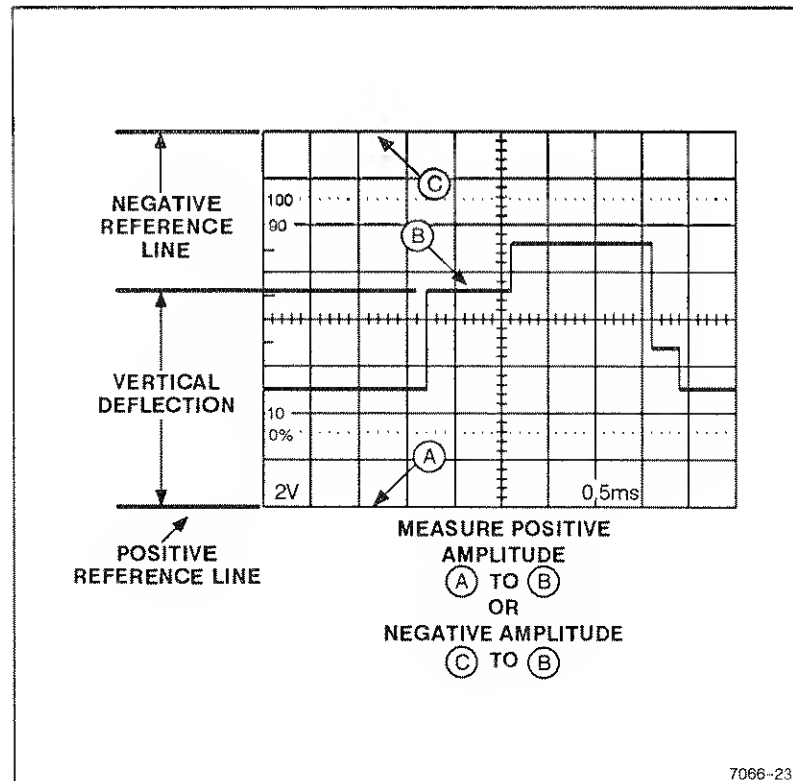 C
100
NEGATIVE
REFERENCE
LINE
90
B
VERTICAL
DEFLECTION
10
0%
A
2V
0,5ms
POSITIVE
REFERENCE LINE
MEASURE POSITIVE
AMPLITUDE
A TO B
OR
NEGATIVE AMPLITUDE
C TO B
7066-23